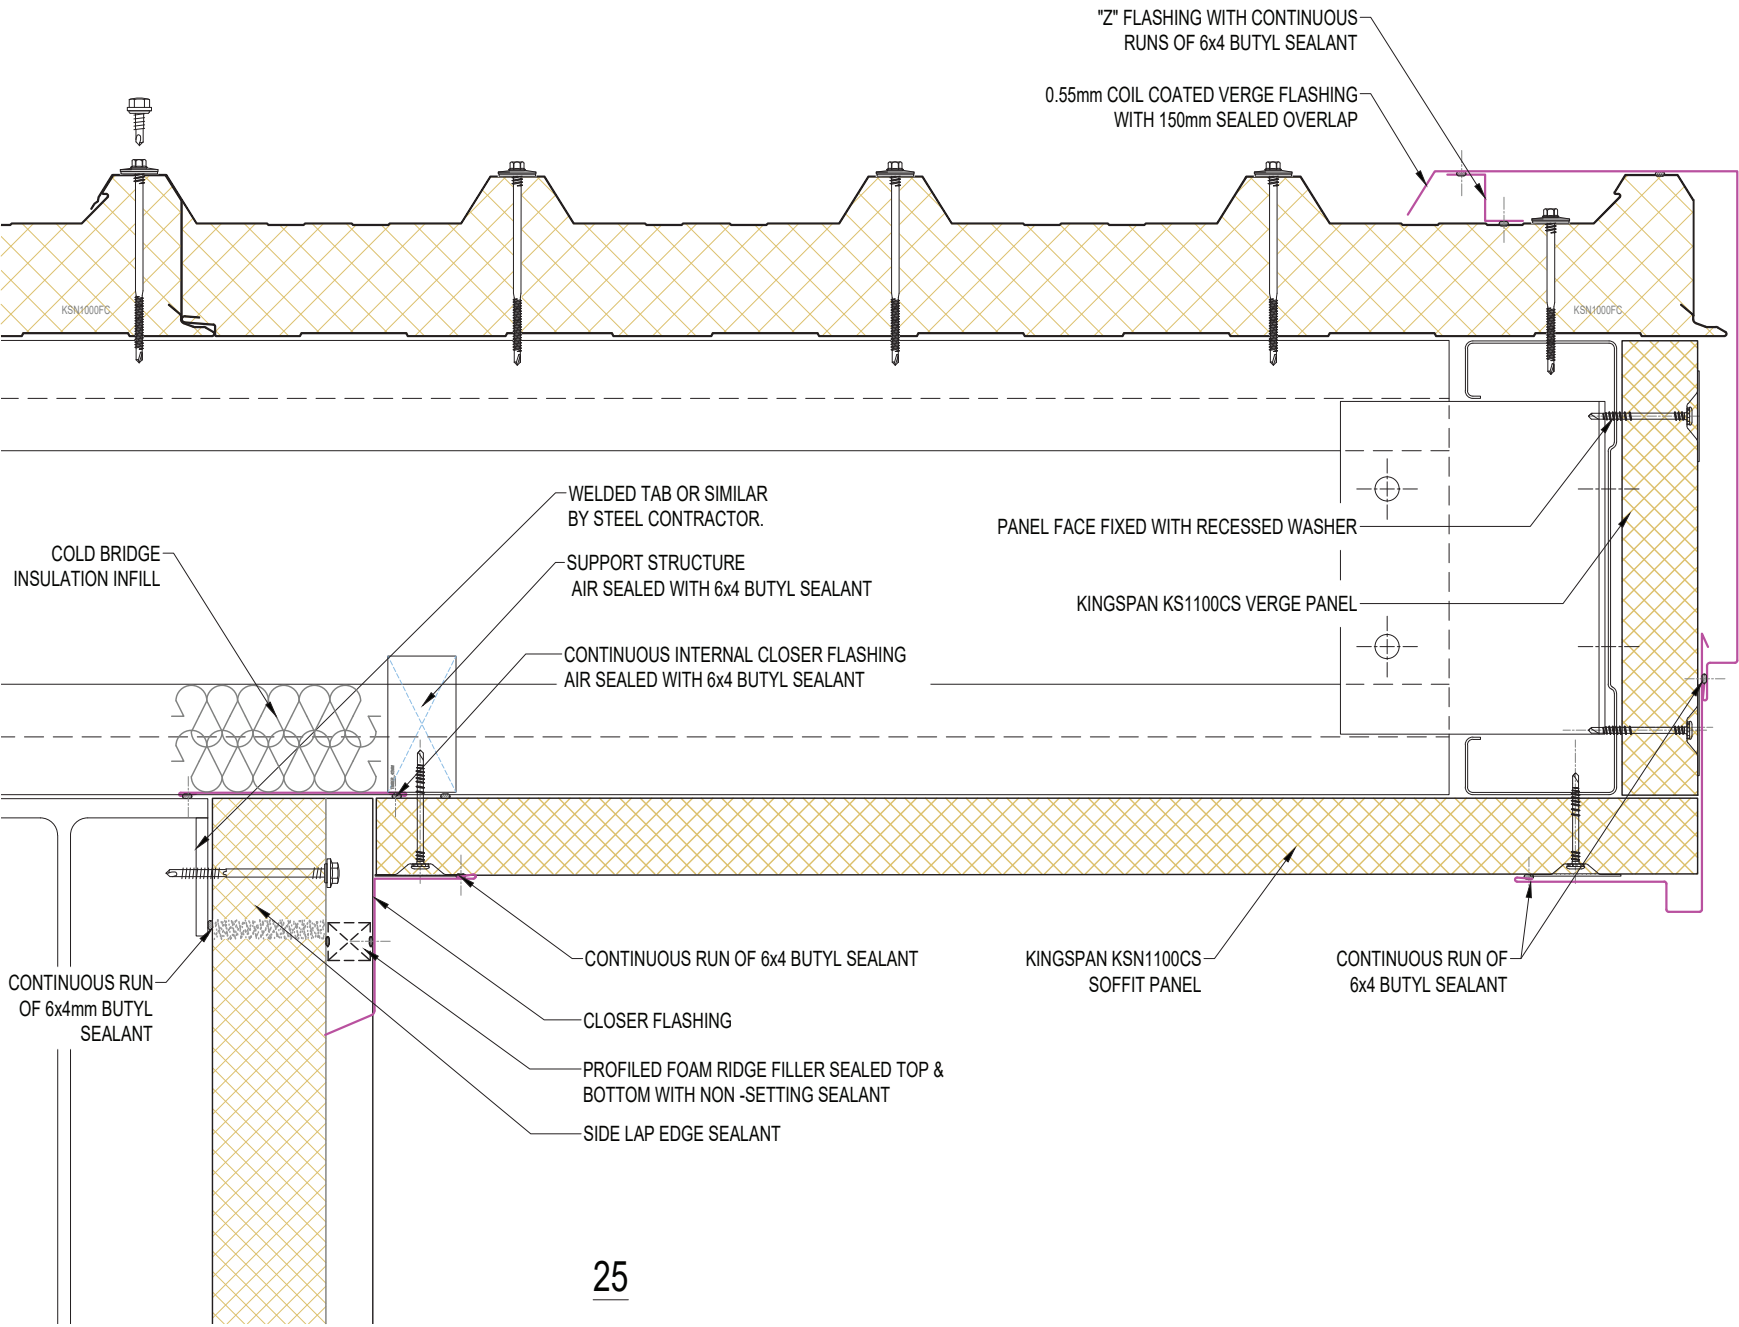 "Z" FLASHING WITH CONTINUOUS
RUNS OF 6x4 BUTYL SEALANT
0.55mm COIL COATED VERGE FLASHING
WITH 150mm SEALED OVERLAP
KSN1000FC
KSN1000FC
WELDED TAB OR SIMILAR
BY STEEL CONTRACTOR.
COLD BRIDGE
INSULATION INFILL
SUPPORT STRUCTURE
AIR SEALED WITH 6x4 BUTYL SEALANT
CONTINUOUS INTERNAL CLOSER FLASHING
AIR SEALED WITH 6x4 BUTYL SEALANT
PANEL FACE FIXED WITH RECESSED WASHER
KINGSPAN KS1100CS VERGE PANEL
CONTINUOUS RUN
OF 6x4mm BUTYL
SEALANT
CONTINUOUS RUN OF 6x4 BUTYL SEALANT
CLOSER FLASHING
PROFILED FOAM RIDGE FILLER SEALED TOP &
BOTTOM WITH NON -SETTING SEALANT
SIDE LAP EDGE SEALANT
KINGSPAN KSN1100CS
SOFFIT PANEL
CONTINUOUS RUN OF
6x4 BUTYL SEALANT
25